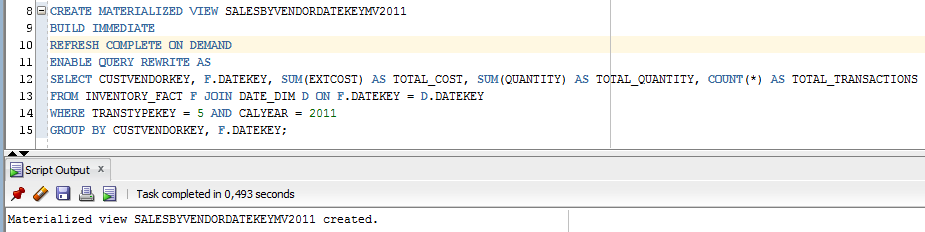 8 CREATE MATERIALIZED VIEW SALESBYVENDORDATEKEYMV2011
9 BUILD IMMEDIATE
10 REFRESH COMPLETE ON DEMAND
11 ENABLE QUERY REWRITE AS
12 SELECT CUSTVENDORKEY, F.DATEKEY, SUM(EXTCOST) AS TOTAL_COST, SUM(QUANTITY) AS TOTAL_QUANTITY, COUNT(*) AS TOTAL_TRANSACTIONS
13 FROM INVENTORY_FACT F JOIN DATE_DIM D ON F.DATEKEY = D.DATEKEY
14 WHERE TRANSTYPEKEY = 5 AND CALYEAR = 2011
15 GROUP BY CUSTVENDORKEY, F.DATEKEY;
Script Output x
Task completed in 0,493 seconds
Materialized view SALESBYVENDORDATEKEYMV2011 created.